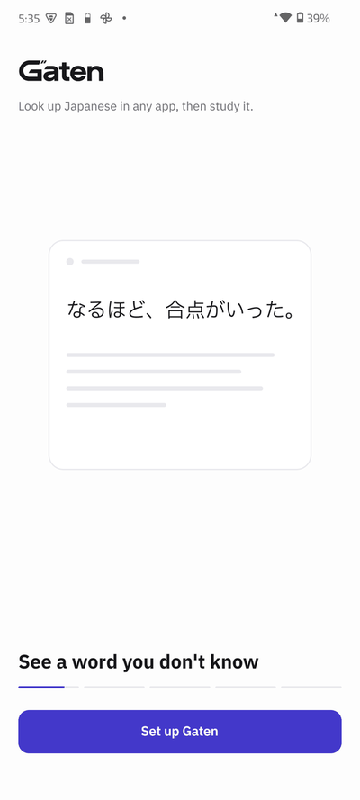 5:35
39%
Gaten
Look up Japanese in any app, then study it.
なるほど、合点がいった。
See a word you don't know
Set up Gaten